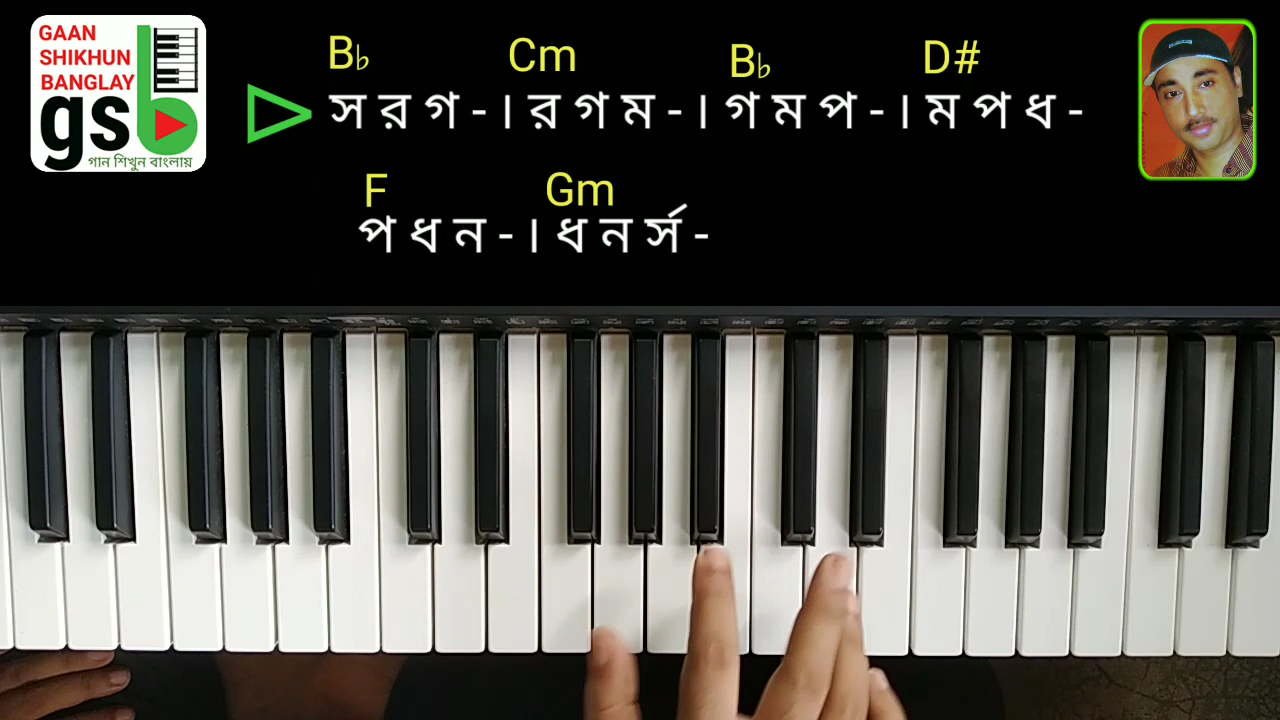 GAAN
SHIKHUN
BANGLAY
gsb
গান শিখুন বাংলায়
B♭ Cm B♭ D#
স র গ - । র গ ম - । গ ম প - । ম প ধ -
F Gm
প ধ ন - । ধ ন র্স -